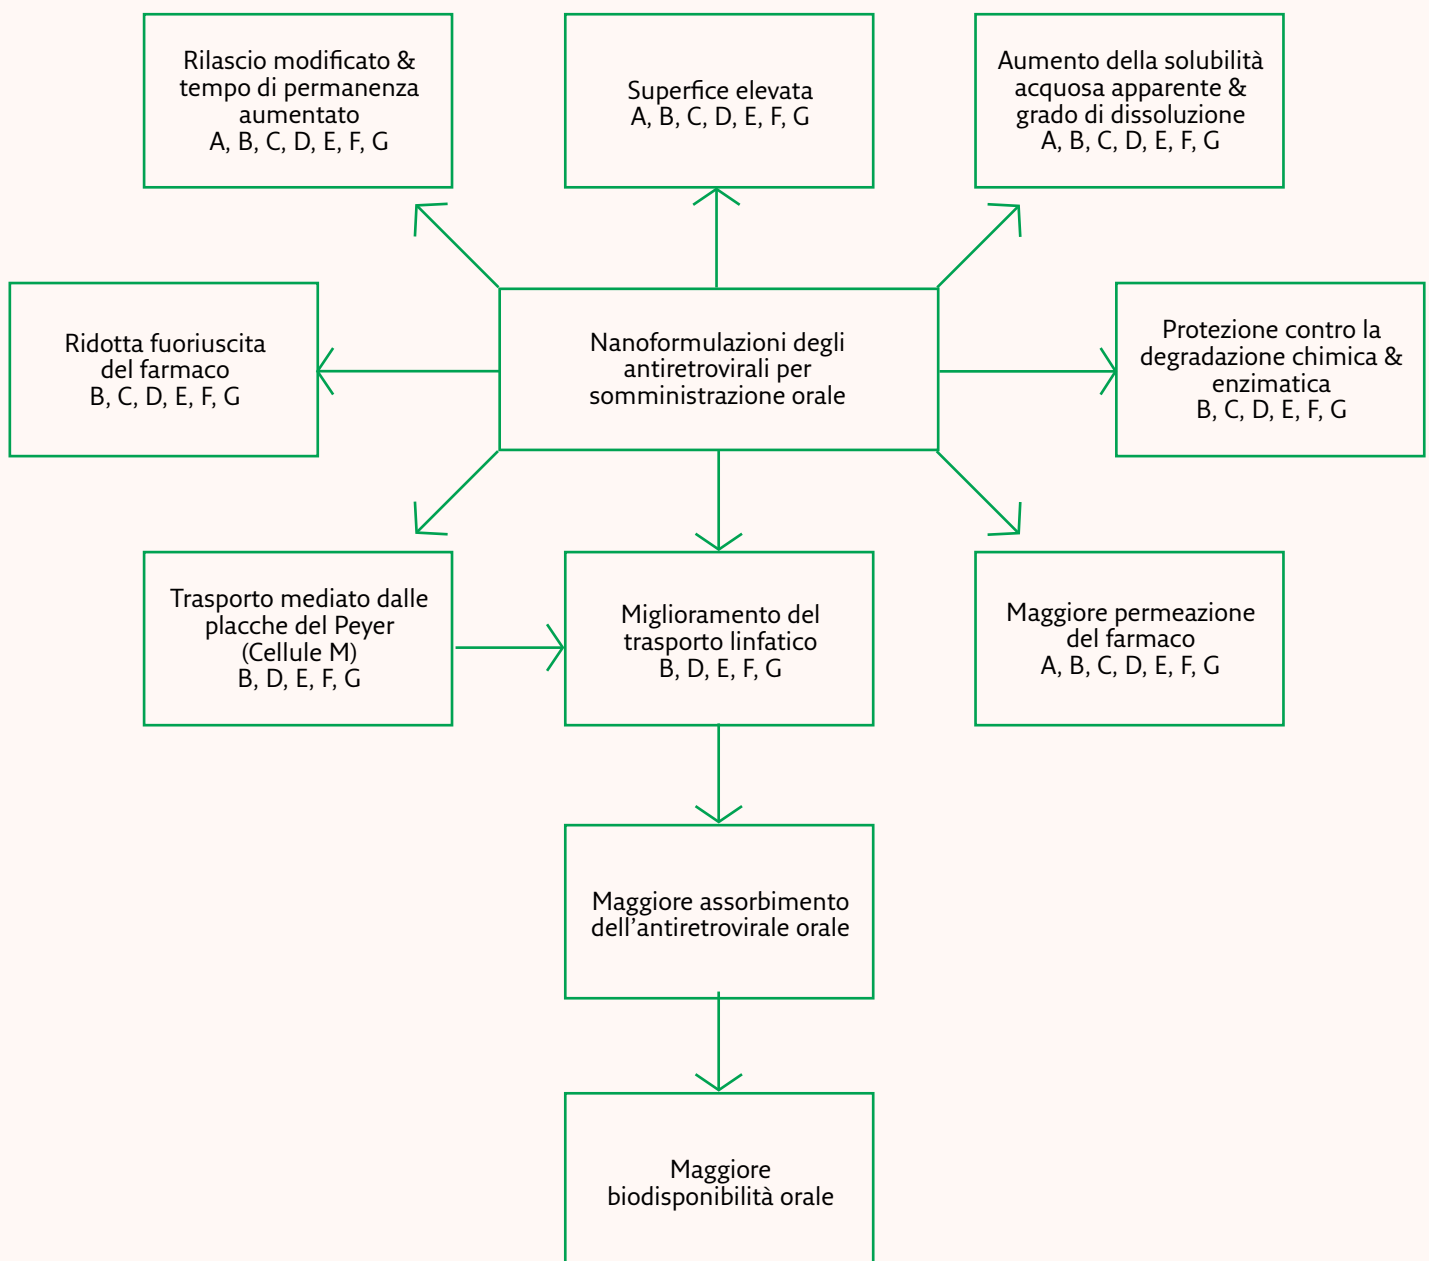 Rilascio modificato &
tempo di permanenza
aumentato
A, B, C, D, E, F, G
Superfice elevata
A, B, C, D, E, F, G
Aumento della solubilità
acquosa apparente &
grado di dissoluzione
A, B, C, D, E, F, G
Ridotta fuoriuscita
del farmaco
B, C, D, E, F, G
Nanoformulazioni degli
antiretrovirali per
somministrazione orale
Protezione contro la
degradazione chimica &
enzimatica
B, C, D, E, F, G
Trasporto mediato dalle
placche del Peyer
(Cellule M)
B, D, E, F, G
Miglioramento del
trasporto linfatico
B, D, E, F, G
Maggiore permeazione
del farmaco
A, B, C, D, E, F, G
Maggiore assorbimento
dell’antiretrovirale orale
Maggiore
biodisponibilità orale